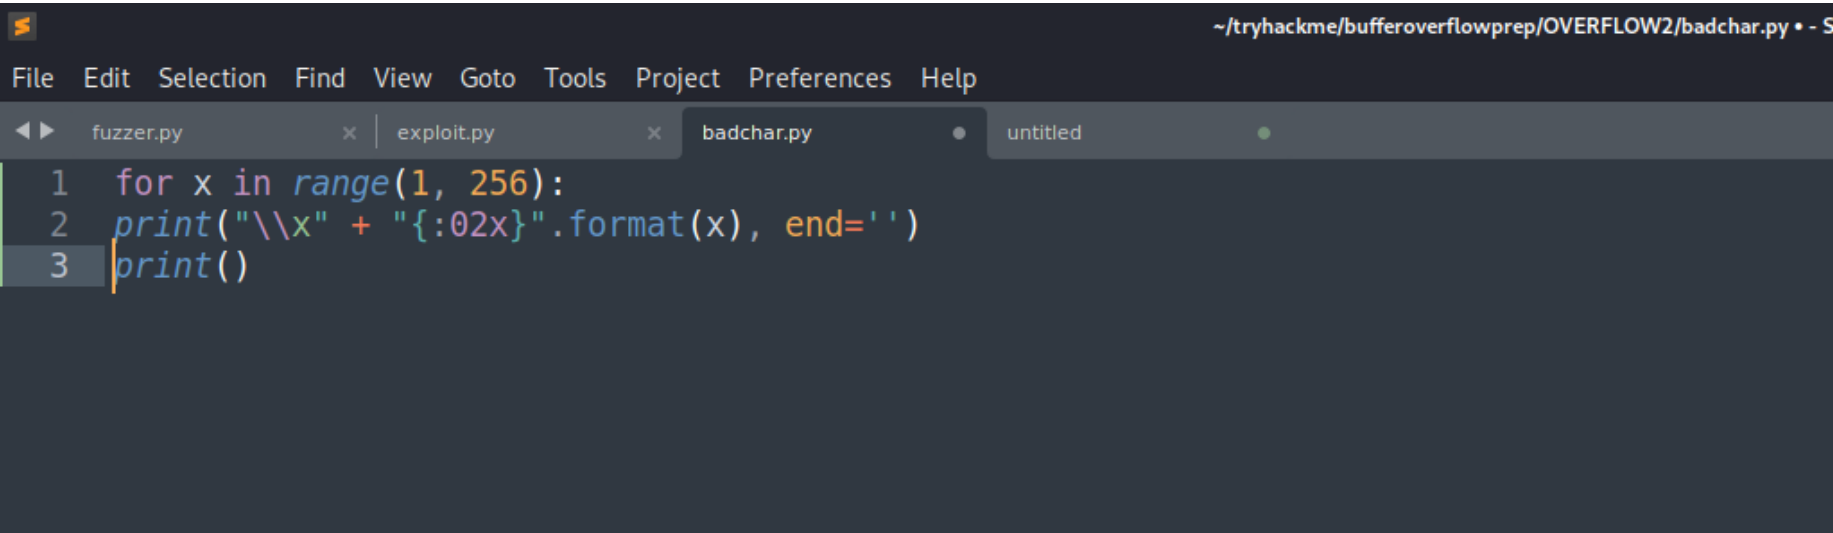 ~/tryhackme/bufferoverflowprep/OVERFLOW2/badchar.py • - S
File Edit Selection Find View Goto Tools Project Preferences Help
fuzzer.py × exploit.py × badchar.py untitled
1 for x in range(1, 256):
2 print("\\x" + "{:02x}".format(x), end='')
3 print()